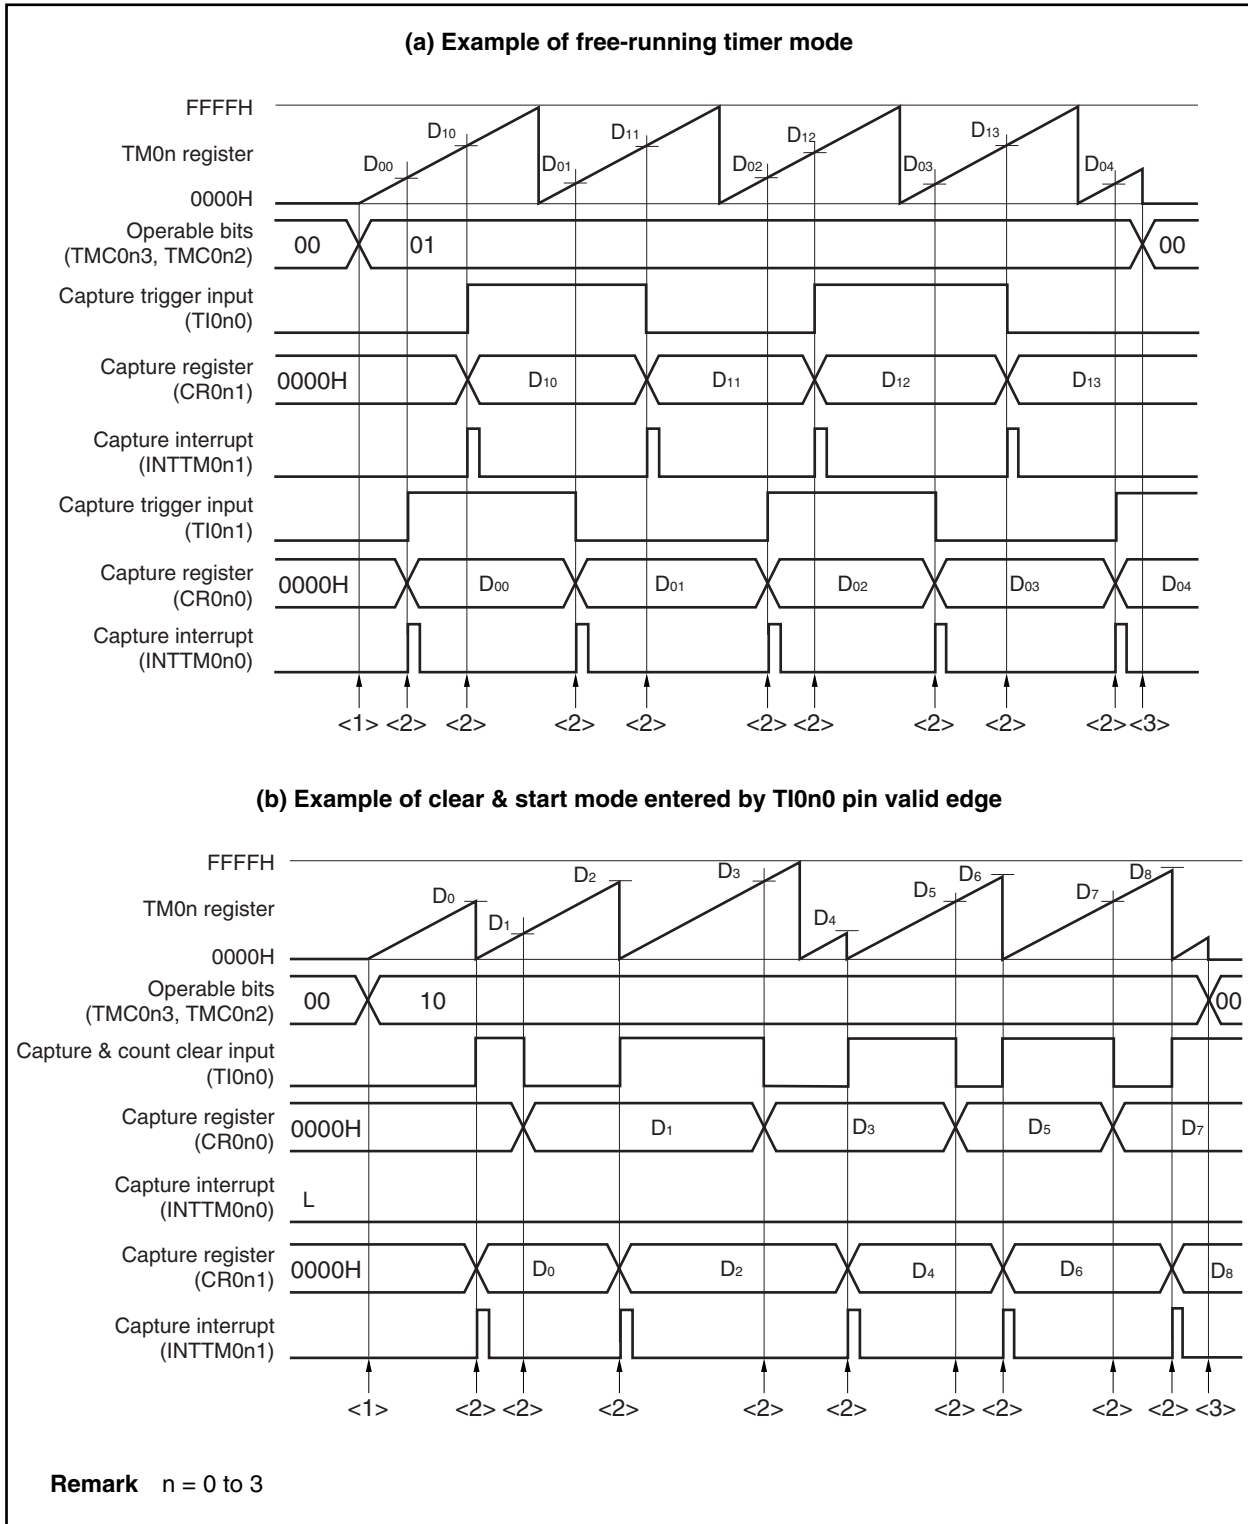 (a) Example of free-running timer mode
FFFFH
TM0n register
0000H
D10 D11 D12 D13
D00 D01 D02 D03 D04
Operable bits
(TMC0n3, TMC0n2)
00 01 00
Capture trigger input
(TI0n0)
Capture register
(CR0n1)
0000H D10 D11 D12 D13
Capture interrupt
(INTTM0n1)
Capture trigger input
(TI0n1)
Capture register
(CR0n0)
0000H D00 D01 D02 D03 D04
Capture interrupt
(INTTM0n0)
<1> <2> <2> <2> <2> <2> <2> <2> <2> <2> <3>
(b) Example of clear & start mode entered by TI0n0 pin valid edge
FFFFH
TM0n register
0000H
D0 D1 D2 D3 D4 D5 D6 D7 D8
Operable bits
(TMC0n3, TMC0n2)
00 10 00
Capture & count clear input
(TI0n0)
Capture register
(CR0n0)
0000H D1 D3 D5 D7
Capture interrupt
(INTTM0n0)
L
Capture register
(CR0n1)
0000H D0 D2 D4 D6 D8
Capture interrupt
(INTTM0n1)
<1> <2> <2> <2> <2> <2> <2> <2> <2> <2> <3>
Remark n = 0 to 3